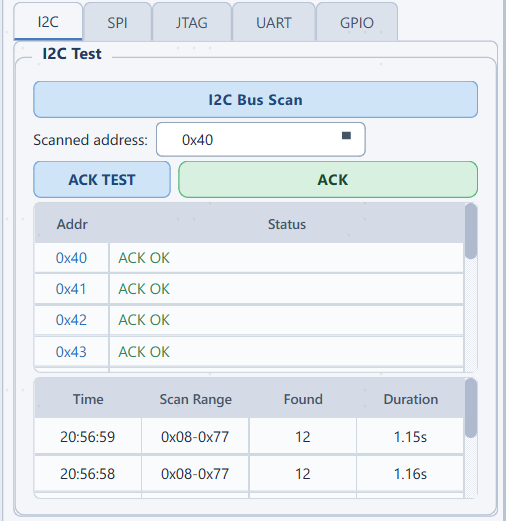 I2C SPI JTAG UART GPIO
I2C Test
I2C Bus Scan
Scanned address: 0x40
ACK TEST ACK
Addr Status
0x40 ACK OK
0x41 ACK OK
0x42 ACK OK
0x43 ACK OK
Time Scan Range Found Duration
20:56:59 0x08-0x77 12 1.15s
20:56:58 0x08-0x77 12 1.16s